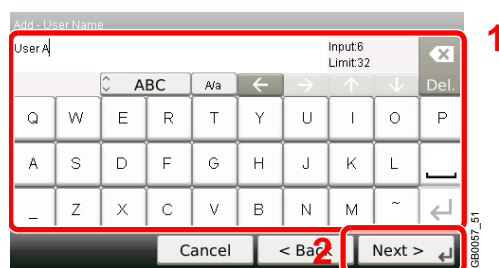 Add - User Name
User A
Input:6
Limit:32
ABC A/a ← → ↑ ↓ Del.
Q W E R T Y U I O P
A S D F G H J K L
_ Z X C V B N M ~
Cancel < Back Next >
1
2
GB0057_51